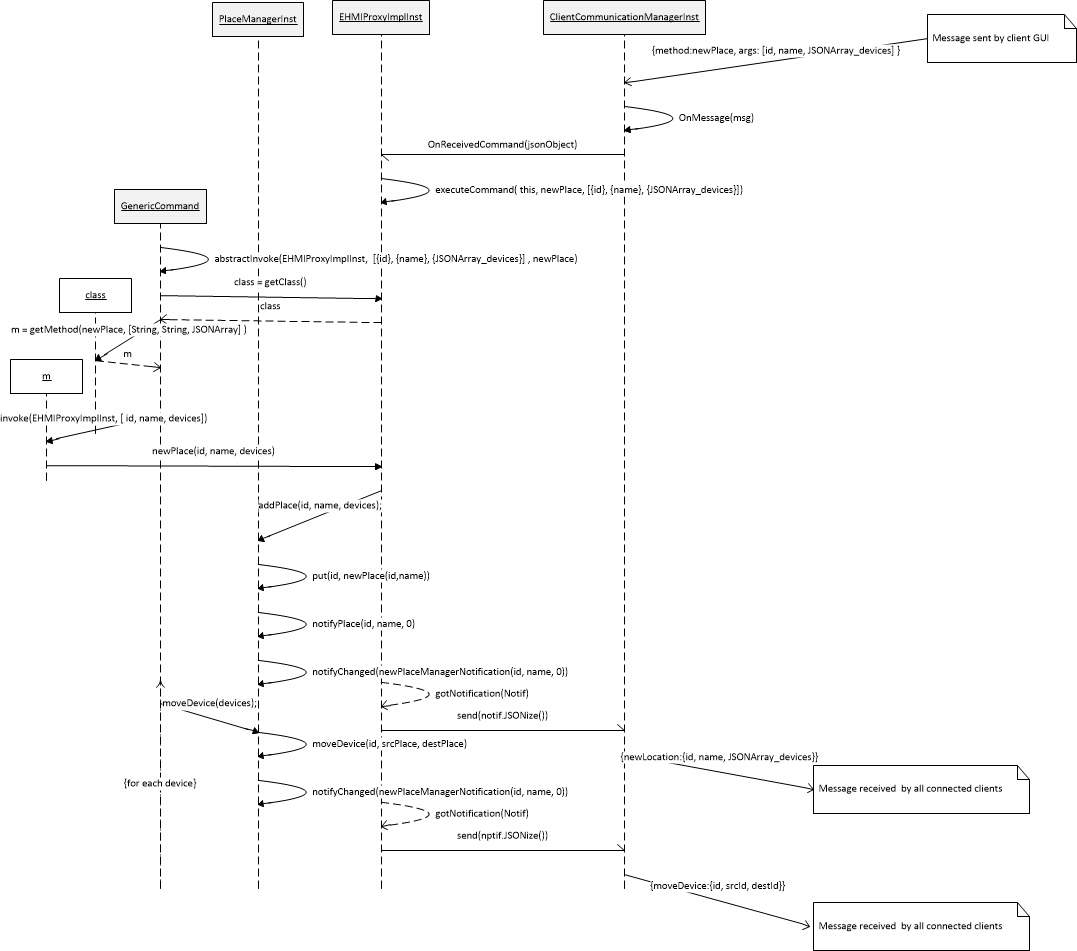 PlaceManagerInst
EHMIProxyImplInst
ClientCommunicationManagerInst
Message sent by client GUI
{method:newPlace, args: [id, name, JSONArray_devices] }
OnMessage(msg)
OnReceivedCommand(jsonObject)
executeCommand( this, newPlace, [{id}, {name}, {JSONArray_devices}])
GenericCommand
abstractInvoke(EHMIProxyImplInst,  [{id}, {name}, {JSONArray_devices}] , newPlace)
class = getClass()
class
class
m = getMethod(newPlace, [String, String, JSONArray] )
m
m
invoke(EHMIProxyImplInst, [ id, name, devices])
newPlace(id, name, devices)
addPlace(id, name, devices);
put(id, newPlace(id,name))
notifyPlace(id, name, 0)
notifyChanged(newPlaceManagerNotification(id, name, 0))
gotNotification(Notif)
moveDevice(devices);
send(notif.JSONize())
moveDevice(id, srcPlace, destPlace)
{newLocation:{id, name, JSONArray_devices}}
{for each device}
Message received  by all connected clients
notifyChanged(newPlaceManagerNotification(id, name, 0))
gotNotification(Notif)
send(nptif.JSONize())
{moveDevice:{id, srcId, destId}}
Message received  by all connected clients